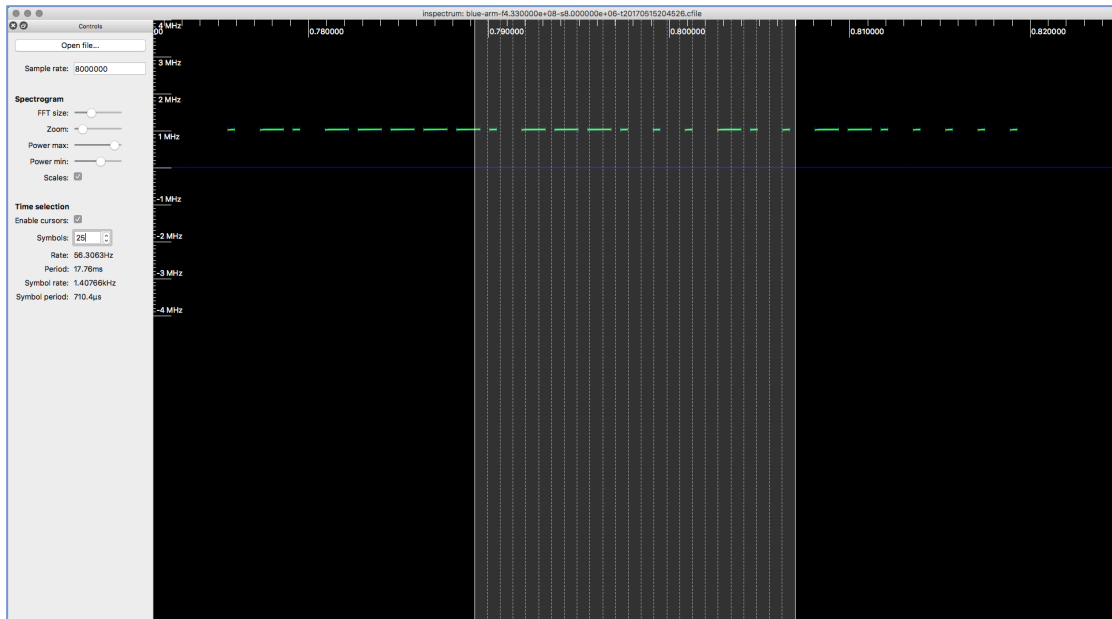 inspectrum: blue-arm-f4.330000e+08-s8.000000e+06-t20170515204526.cfile
Controls
Open file...
Sample rate: 8000000
Spectrogram
FFT size:
Zoom:
Power max:
Power min:
Scales:
Time selection
Enable cursors:
Symbols: 25
Rate: 56.3063Hz
Period: 17.76ms
Symbol rate: 1.40766kHz
Symbol period: 710.4µs
00 0.780000 0.790000 0.800000 0.810000 0.820000
4 MHz
3 MHz
2 MHz
1 MHz
-1 MHz
-2 MHz
-3 MHz
-4 MHz